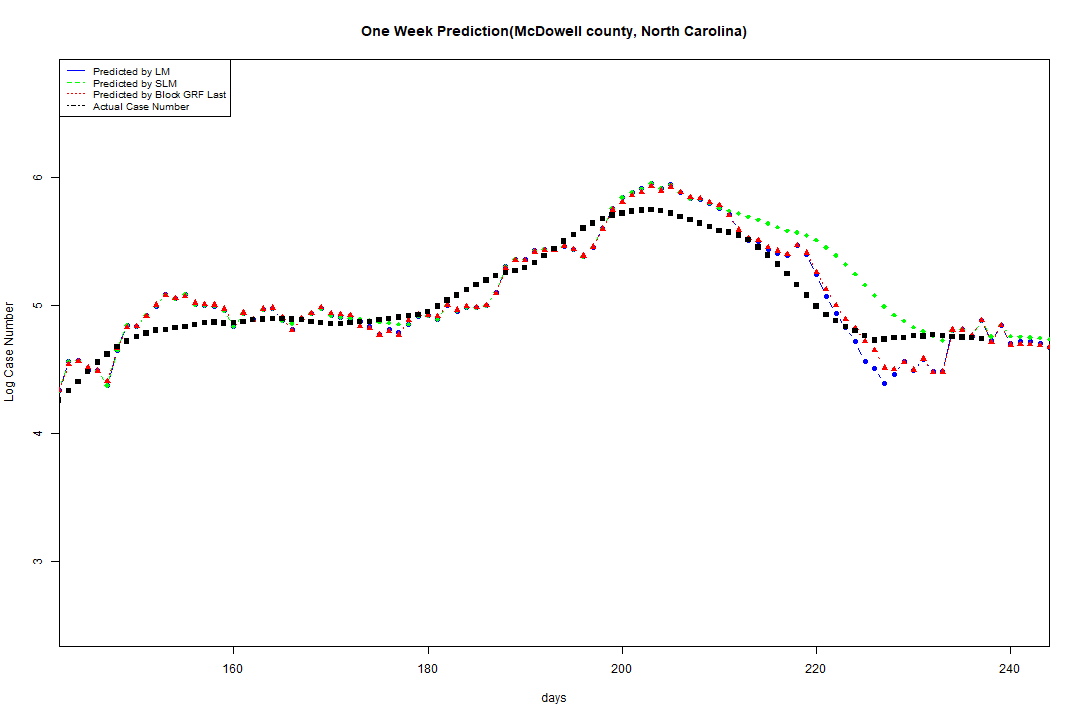 One Week Prediction(McDowell county, North Carolina)
Predicted by LM
Predicted by SLM
Predicted by Block GRF Last
Actual Case Number
6
5
4
3
Log Case Number
160 180 200 220 240
days